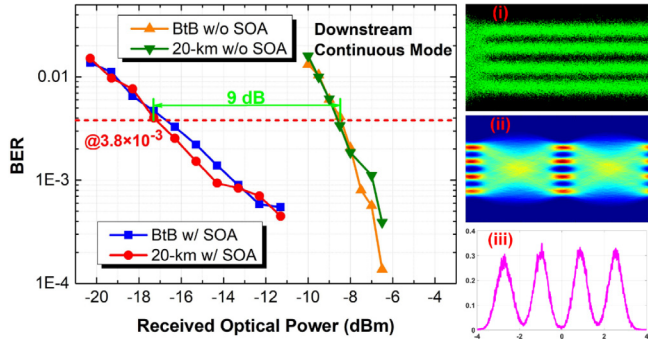 BtB w/o SOA
20-km w/o SOA
Downstream
Continuous Mode
0.01
9 dB
@3.8×10⁻³
BER
1E-3
BtB w/ SOA
20-km w/ SOA
1E-4
-20 -18 -16 -14 -12 -10 -8 -6 -4
Received Optical Power (dBm)
(i)
(ii)
(iii)
0.4
0.3
0.2
0.1
0
-4 -2 0 2 4